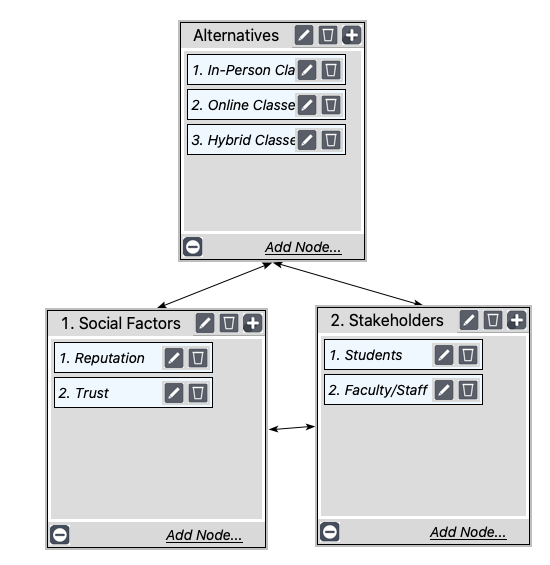 Alternatives
1. In-Person Cla
2. Online Classe
3. Hybrid Classe
Add Node...
1. Social Factors
1. Reputation
2. Trust
Add Node...
2. Stakeholders
1. Students
2. Faculty/Staff
Add Node...